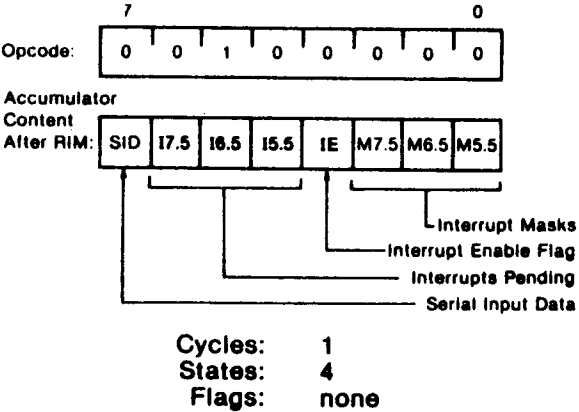 7 0
Opcode: 0 0 1 0 0 0 0 0
Accumulator
Content
After RIM: SID I7.5 I6.5 I5.5 IE M7.5 M6.5 M5.5
Interrupt Masks
Interrupt Enable Flag
Interrupts Pending
Serial Input Data
Cycles: 1
States: 4
Flags: none